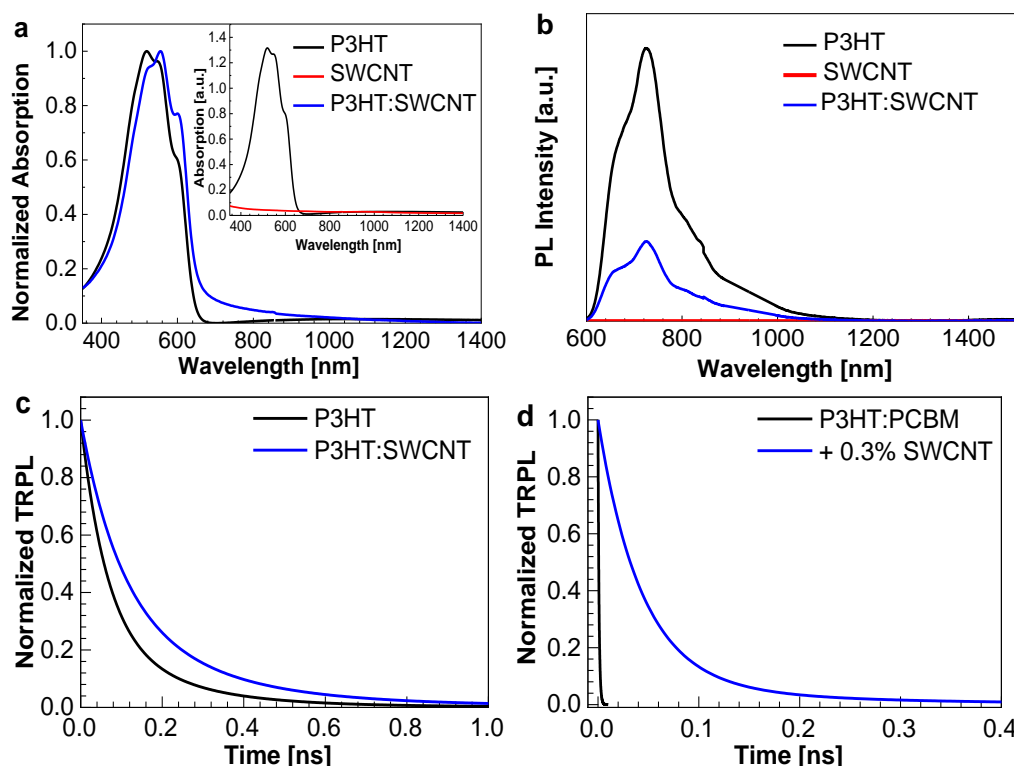 a
P3HT
SWCNT
P3HT:SWCNT
Normalized Absorption
1.0
0.8
0.6
0.4
0.2
0.0
400 600 800 1000 1200 1400
Wavelength [nm]
Absorption [a.u.]
1.4
1.2
1.0
0.8
0.6
0.4
0.2
0.0
400 600 800 1000 1200 1400
Wavelength [nm]
b
P3HT
SWCNT
P3HT:SWCNT
PL Intensity [a.u.]
600 800 1000 1200 1400
Wavelength [nm]
c
P3HT
P3HT:SWCNT
Normalized TRPL
1.0
0.8
0.6
0.4
0.2
0.0
0.0 0.2 0.4 0.6 0.8 1.0
Time [ns]
d
P3HT:PCBM
+ 0.3% SWCNT
Normalized TRPL
1.0
0.8
0.6
0.4
0.2
0.0
0.0 0.1 0.2 0.3 0.4
Time [ns]